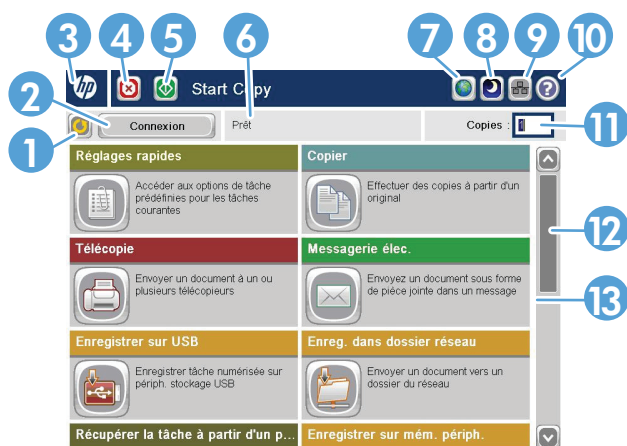 3 4 5 6 7 8 9 10
hp Start Copy ?
2 Connexion Prêt Copies : 1 11
1
Réglages rapides
Accéder aux options de tâche
prédéfinies pour les tâches
courantes
Copier
Effectuer des copies à partir d'un
original
12
Télécopie
Envoyer un document à un ou
plusieurs télécopieurs
Messagerie élec.
Envoyez un document sous forme
de pièce jointe dans un message
13
Enregistrer sur USB
Enregistrer tâche numérisée sur
périph. stockage USB
Enreg. dans dossier réseau
Envoyer un document vers un
dossier du réseau
Récupérer la tâche à partir d'un p...
Enregistrer sur mém. périph.